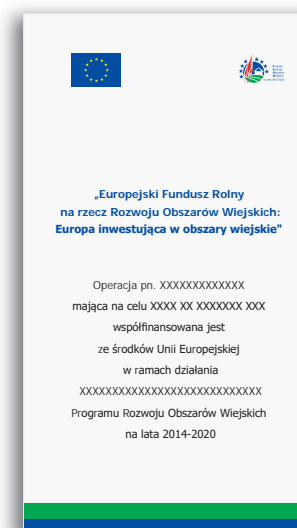 „Europejski Fundusz Rolny
na rzecz Rozwoju Obszarów Wiejskich:
Europa inwestująca w obszary wiejskie"
Operacja pn. XXXXXXXXXXXXX
mająca na celu XXXX XX XXXXXXX XXX
współfinansowana jest
ze środków Unii Europejskiej
w ramach działania
XXXXXXXXXXXXXXXXXXXXXXXXXXXX
Programu Rozwoju Obszarów Wiejskich
na lata 2014-2020